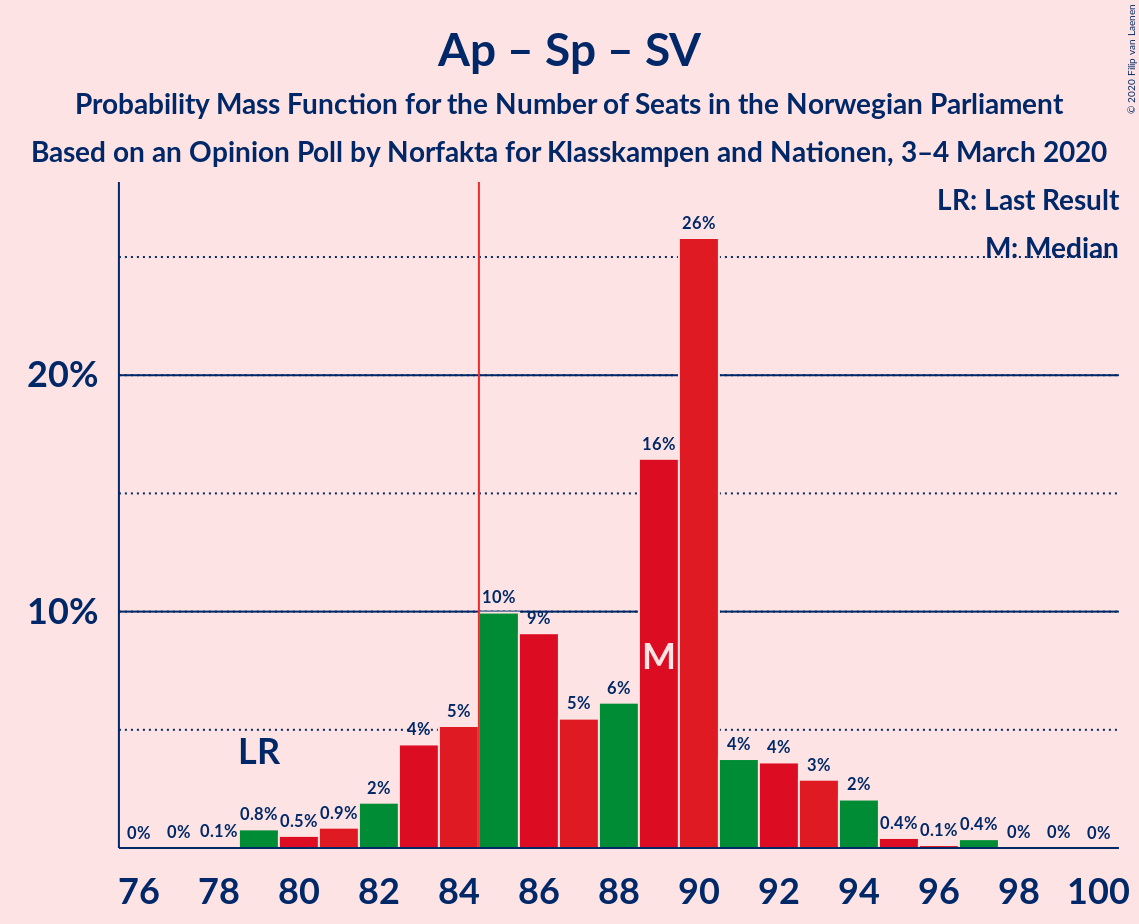 Ap – Sp – SV
Probability Mass Function for the Number of Seats in the Norwegian Parliament
Based on an Opinion Poll by Norfakta for Klasskampen and Nationen, 3–4 March 2020
© 2020 Filip van Laenen
LR: Last Result
M: Median
20%
10%
LR
M
0% 0% 0.1% 0.8% 0.5% 0.9% 2% 4% 5% 10% 9% 5% 6% 16% 26% 4% 4% 3% 2% 0.4% 0.1% 0.4% 0% 0% 0%
76 78 80 82 84 86 88 90 92 94 96 98 100